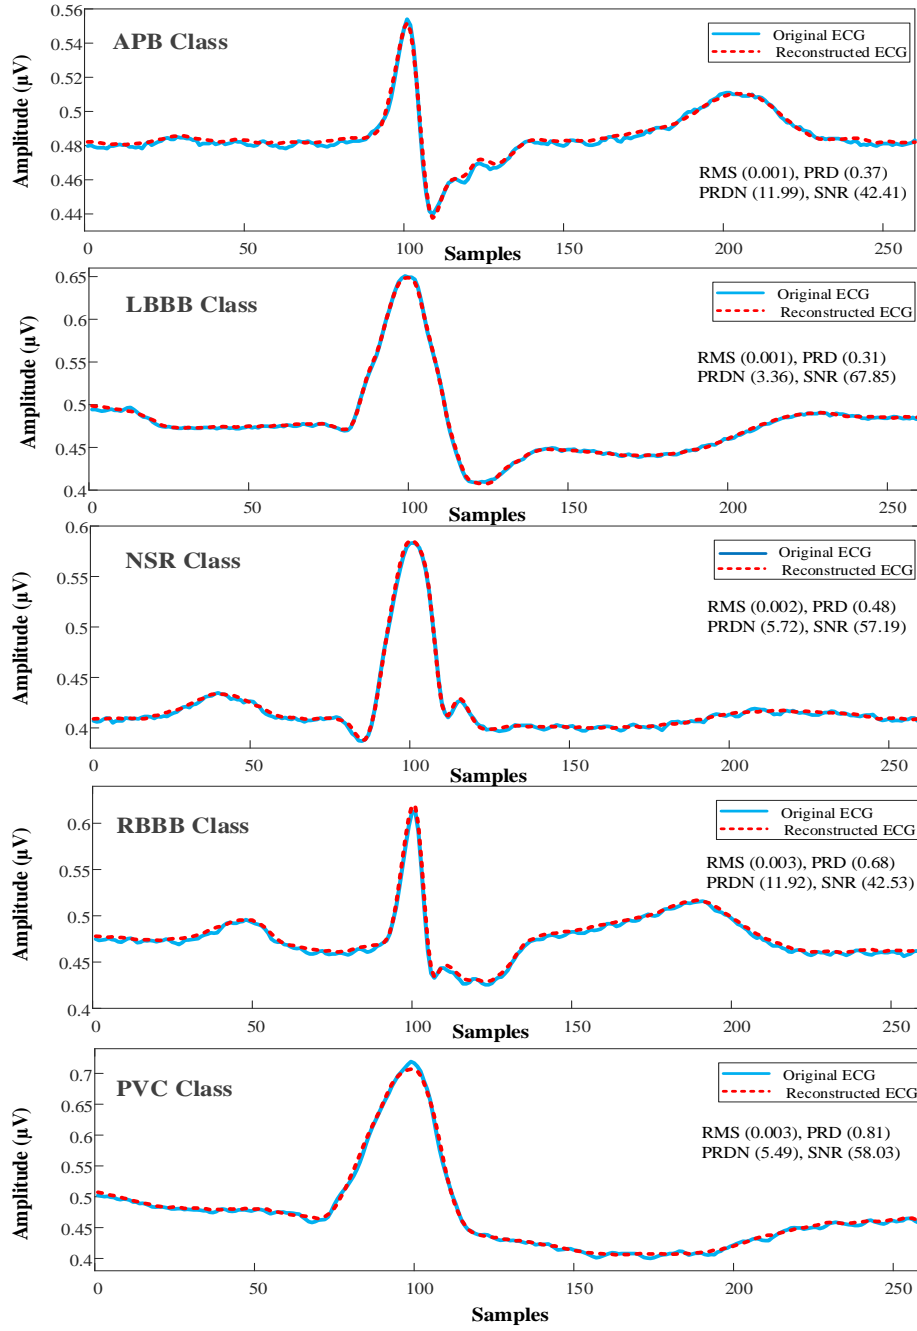 0.56
APB Class
Original ECG
Reconstructed ECG
0.52
Amplitude (µV)
0.48
RMS (0.001), PRD (0.37)
PRDN (11.99), SNR (42.41)
0.44
0 50 100 150 200 250
Samples
0.65
LBBB Class
Original ECG
Reconstructed ECG
0.6
Amplitude (µV)
0.55
RMS (0.001), PRD (0.31)
PRDN (3.36), SNR (67.85)
0.5
0.45
0.4
0 50 100 150 200 250
Samples
0.6
NSR Class
Original ECG
Reconstructed ECG
0.55
Amplitude (µV)
RMS (0.002), PRD (0.48)
PRDN (5.72), SNR (57.19)
0.5
0.45
0.4
0 50 100 150 200 250
Samples
RBBB Class
Original ECG
Reconstructed ECG
0.6
Amplitude (µV)
RMS (0.003), PRD (0.68)
PRDN (11.92), SNR (42.53)
0.55
0.5
0.45
0.4
0 50 100 150 200 250
Samples
PVC Class
Original ECG
Reconstructed ECG
0.7
Amplitude (µV)
RMS (0.003), PRD (0.81)
PRDN (5.49), SNR (58.03)
0.6
0.55
0.5
0.45
0.4
0 50 100 150 200 250
Samples